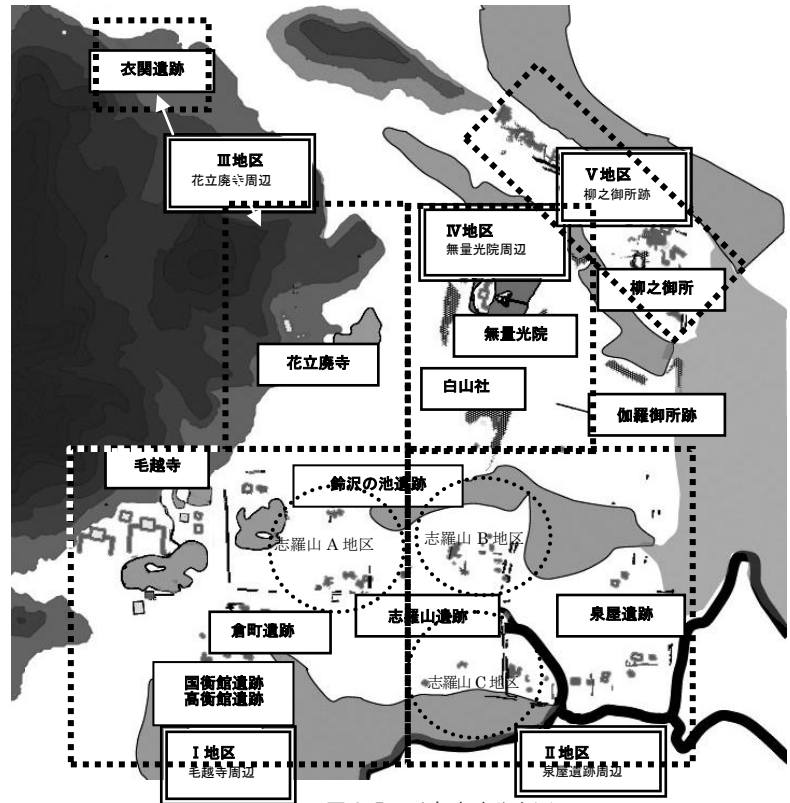 衣関遺跡
Ⅲ地区
花立廃寺周辺
Ⅴ地区
柳之御所跡
Ⅳ地区
無量光院周辺
柳之御所
無量光院
花立廃寺
白山社
伽羅御所跡
毛越寺
鈴沢の池遺跡
志羅山A地区
志羅山B地区
倉町遺跡
志羅山遺跡
泉屋遺跡
国衡館遺跡
高衡館遺跡
志羅山C地区
Ⅰ地区
毛越寺周辺
Ⅱ地区
泉屋遺跡周辺